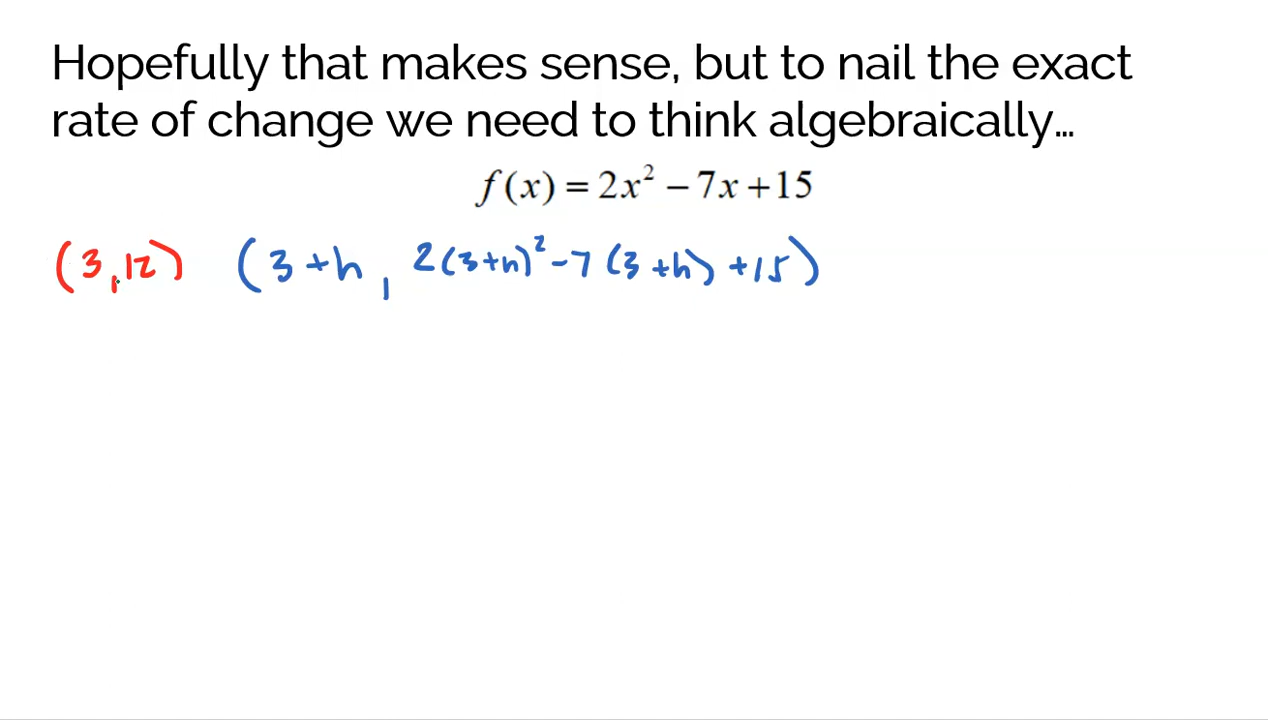 Hopefully that makes sense, but to nail the exact
rate of change we need to think algebraically...
f(x) = 2x² − 7x + 15
(3,12) (3+h, 2(3+h)²-7(3+h)+15)